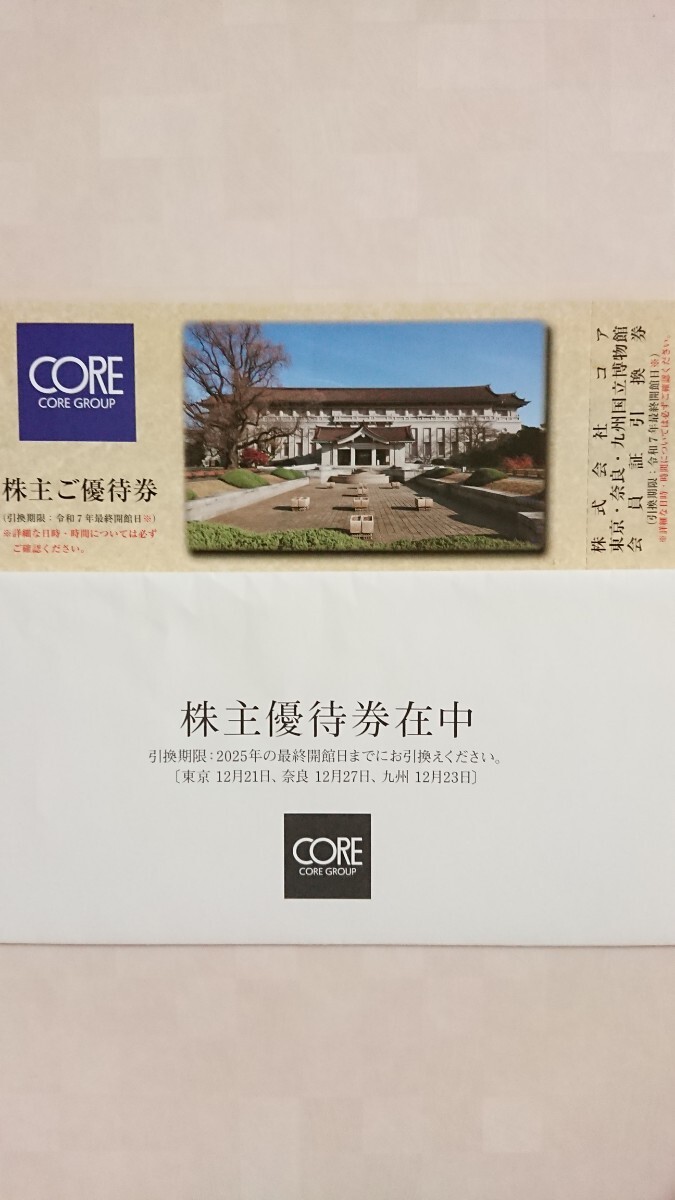 CORE
CORE GROUP
株主ご優待券
(引換期限：令和7年最終開館日※)
※詳細な日時・時間については必ず
ご確認ください。
株式会社コア
東京・奈良・九州国立博物館
会員証引換券
(引換期限：令和7年最終開館日※)
※詳細な日時・時間については必ずご確認ください。
株主優待券在中
引換期限：2025年の最終開館日までにお引換えください。
〔東京 12月21日、奈良 12月27日、九州 12月23日〕
CORE
CORE GROUP